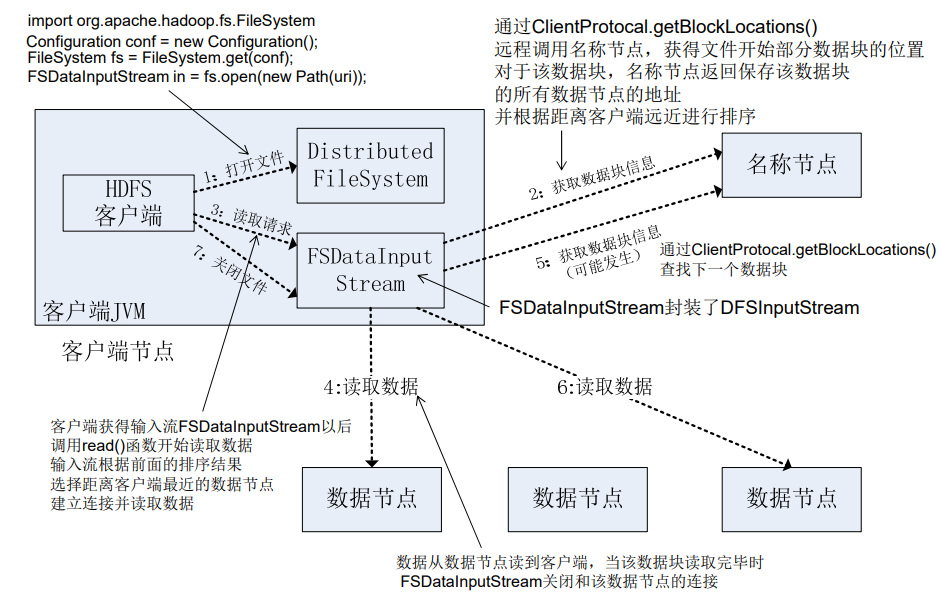 import org.apache.hadoop.fs.FileSystem
Configuration conf = new Configuration();
FileSystem fs = FileSystem.get(conf);
FSDataInputStream in = fs.open(new Path(uri));
通过ClientProtocal.getBlockLocations()
远程调用名称节点，获得文件开始部分数据块的位置
对于该数据块，名称节点返回保存该数据块
的所有数据节点的地址
并根据距离客户端远近进行排序
HDFS
客户端
1: 打开文件
Distributed
FileSystem
2: 获取数据块信息
名称节点
3: 读取请求
7: 关闭文件
FSDataInput
Stream
5: 获取数据块信息
（可能发生）
通过ClientProtocal.getBlockLocations()
查找下一个数据块
FSDataInputStream封装了DFSInputStream
客户端JVM
客户端节点
4:读取数据
6:读取数据
客户端获得输入流FSDataInputStream以后
调用read()函数开始读取数据
输入流根据前面的排序结果
选择距离客户端最近的数据节点
建立连接并读取数据
数据节点
数据节点
数据节点
数据从数据节点读到客户端，当该数据块读取完毕时
FSDataInputStream关闭和该数据节点的连接